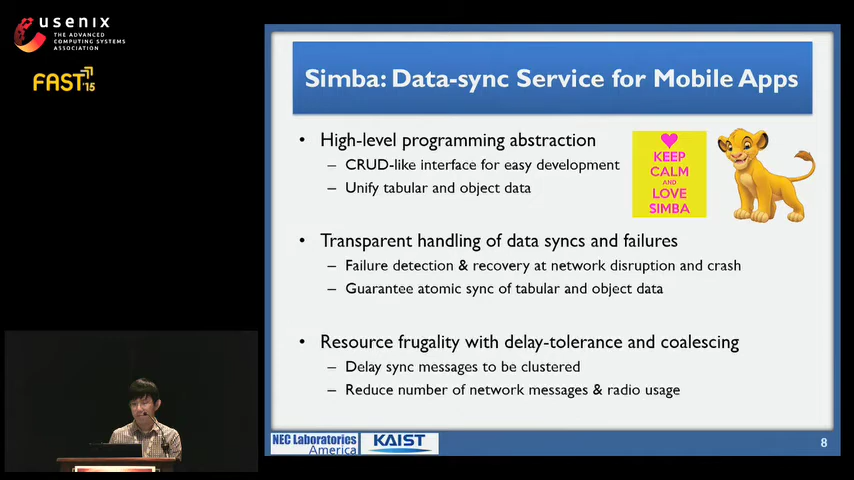 usenix
THE ADVANCED
COMPUTING SYSTEMS
ASSOCIATION
FAST '15
Simba: Data-sync Service for Mobile Apps
• High-level programming abstraction
– CRUD-like interface for easy development
– Unify tabular and object data
KEEP
CALM
AND
LOVE
SIMBA
• Transparent handling of data syncs and failures
– Failure detection & recovery at network disruption and crash
– Guarantee atomic sync of tabular and object data
• Resource frugality with delay-tolerance and coalescing
– Delay sync messages to be clustered
– Reduce number of network messages & radio usage
NEC Laboratories
America
KAIST
8